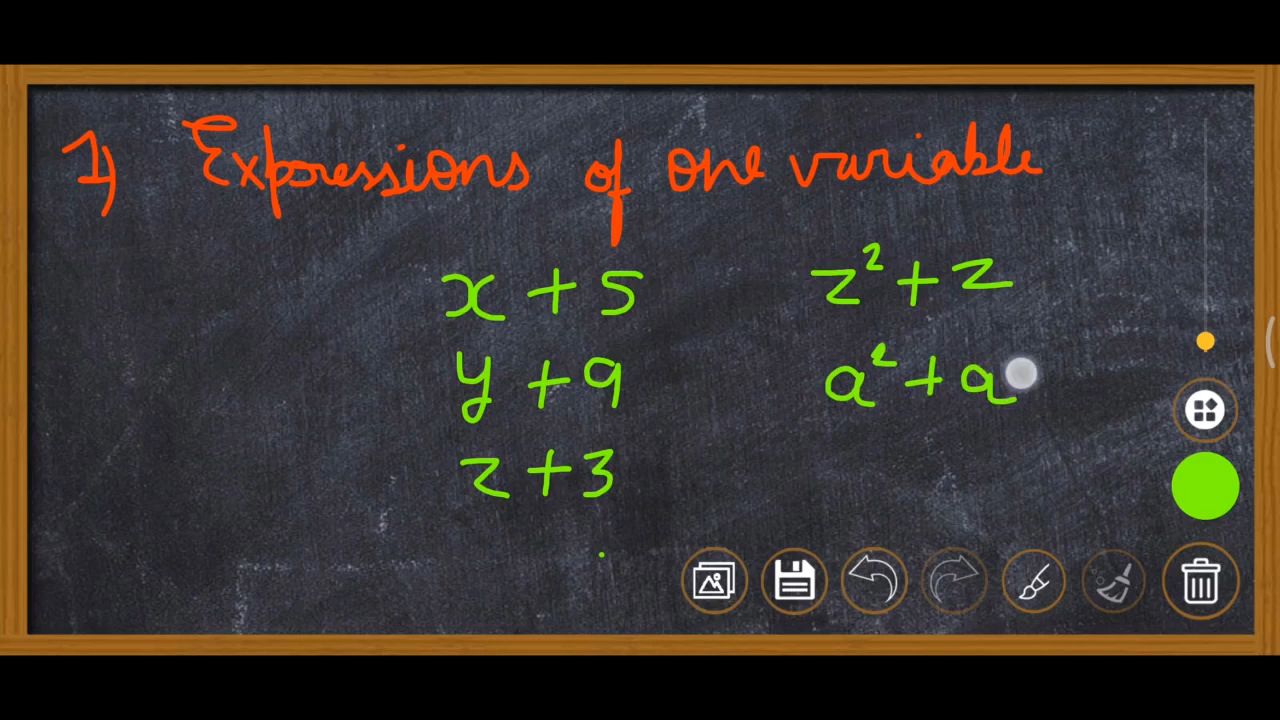 1) Expressions of one variable
x + 5
y + 9
z + 3
z² + z
a² + a